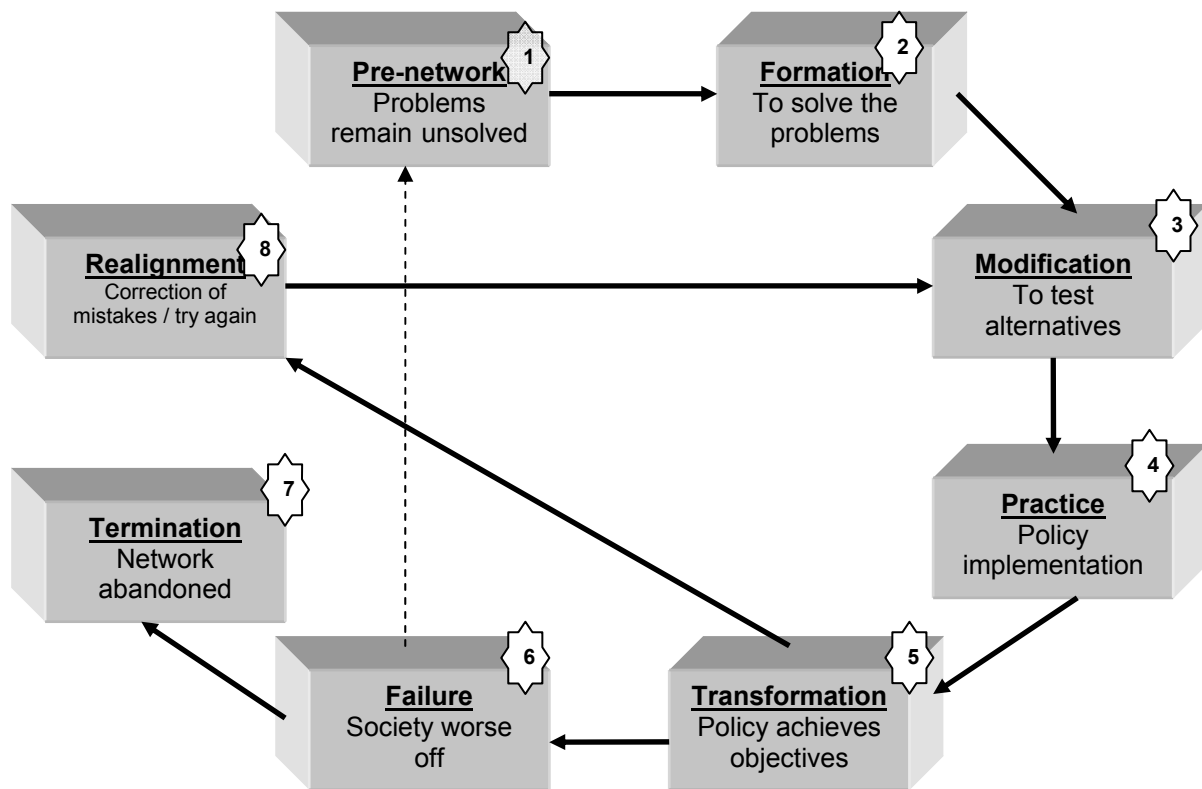 1
Pre-network
Problems
remain unsolved
2
Formation
To solve the
problems
3
Modification
To test
alternatives
4
Practice
Policy
implementation
5
Transformation
Policy achieves
objectives
6
Failure
Society worse
off
7
Termination
Network
abandoned
8
Realignment
Correction of
mistakes / try again